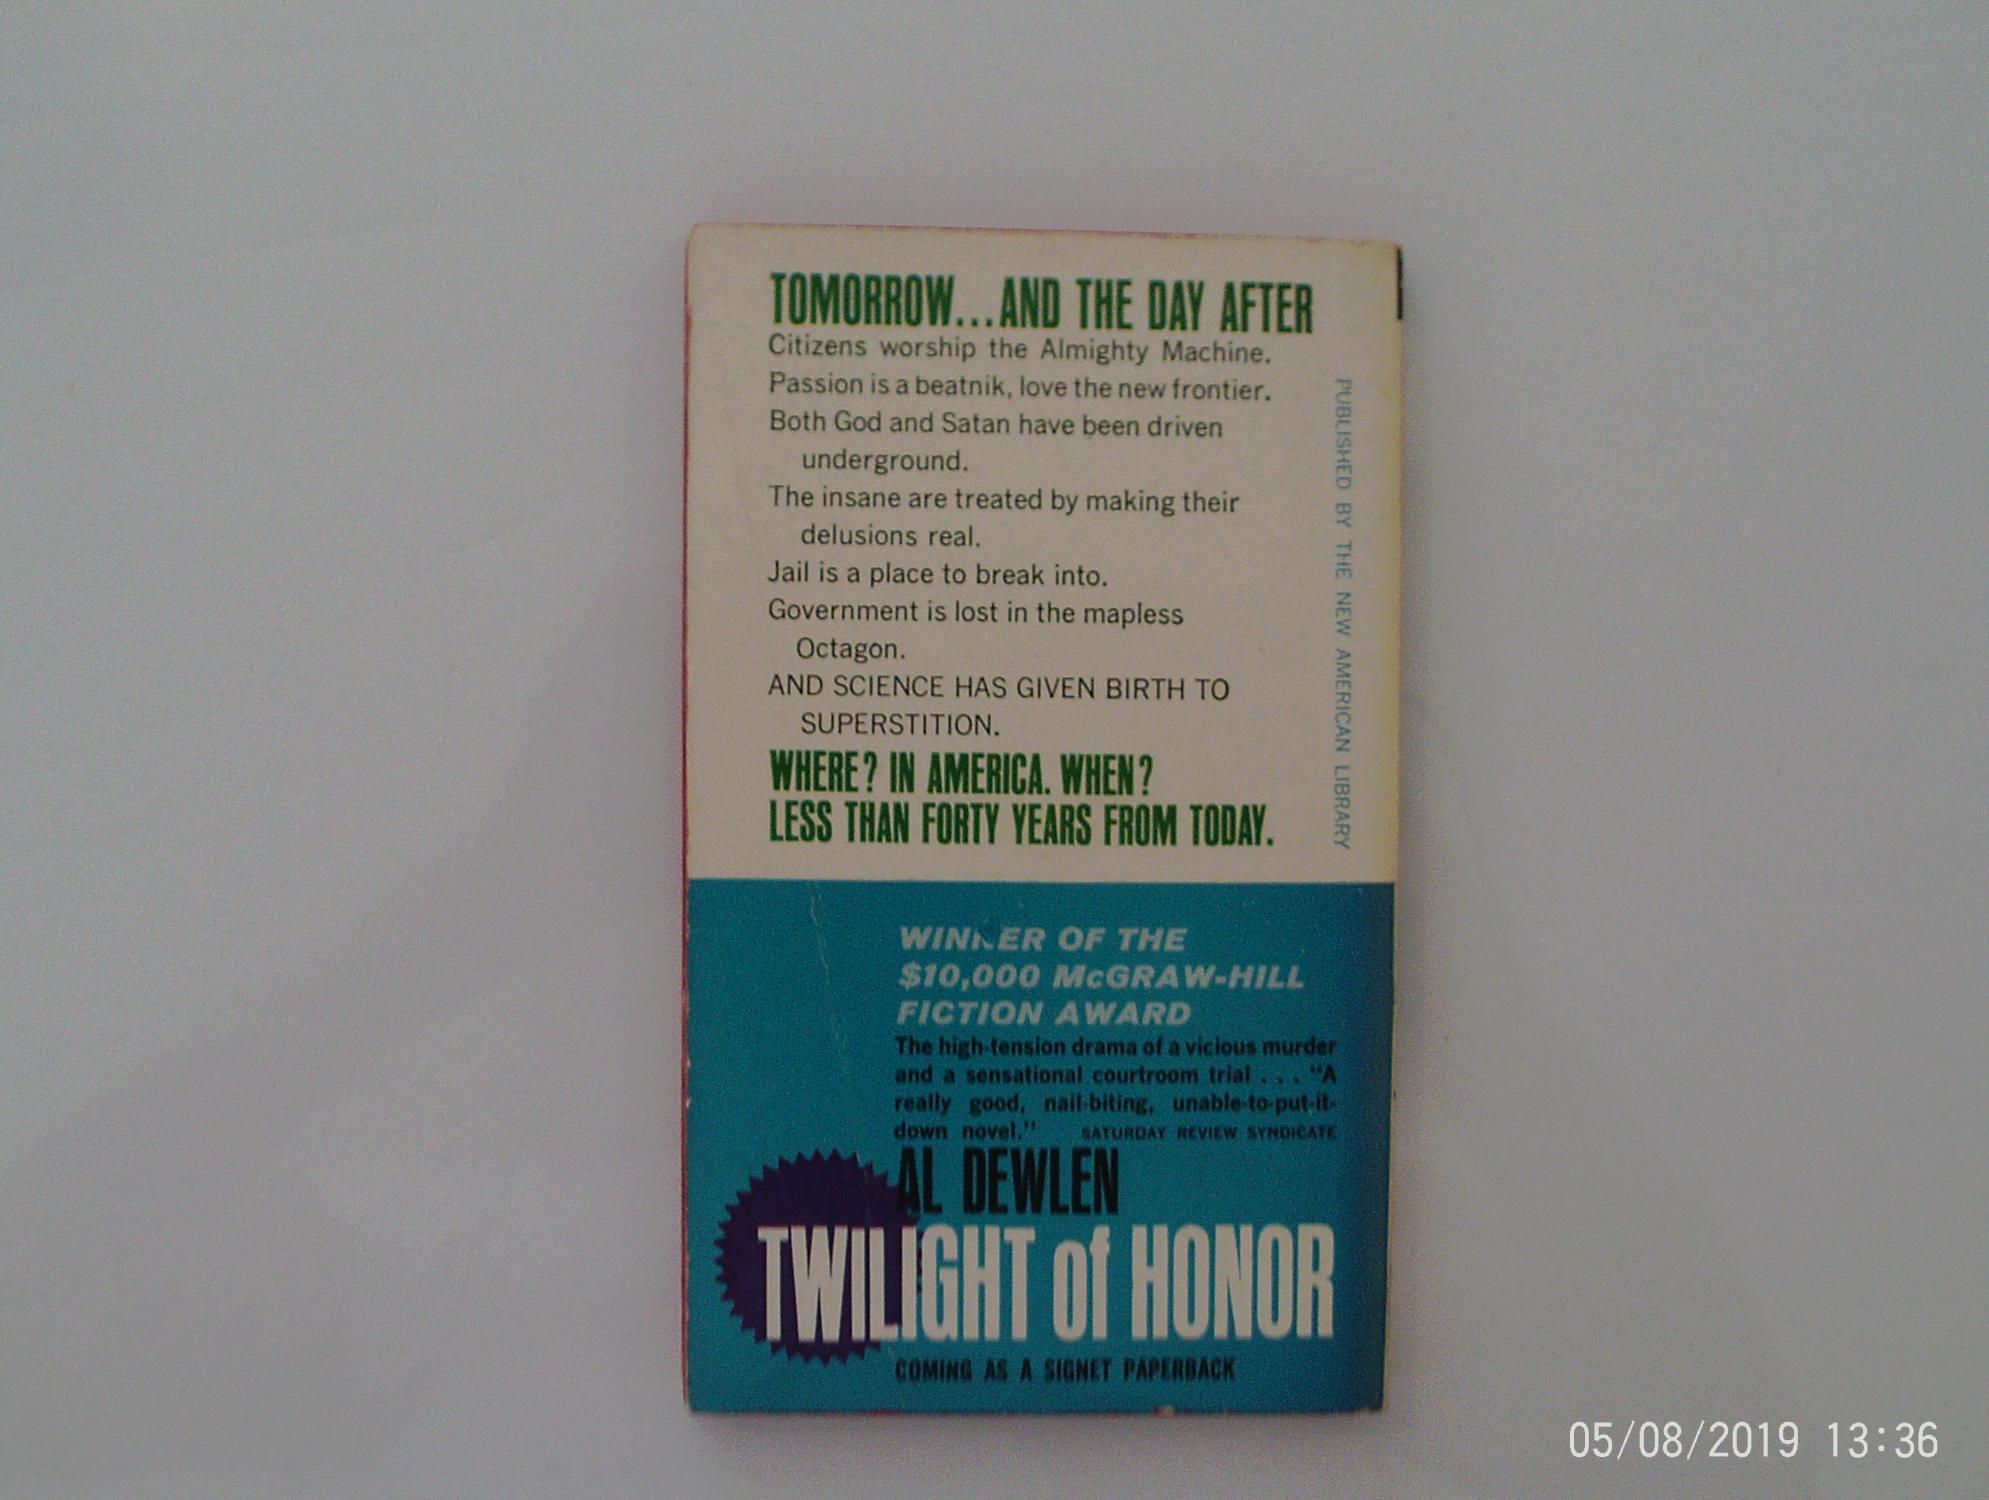 TOMORROW...AND THE DAY AFTER
Citizens worship the Almighty Machine.
Passion is a beatnik, love the new frontier.
Both God and Satan have been driven
underground.
The insane are treated by making their
delusions real.
Jail is a place to break into.
Government is lost in the mapless
Octagon.
AND SCIENCE HAS GIVEN BIRTH TO
SUPERSTITION.
WHERE? IN AMERICA. WHEN?
LESS THAN FORTY YEARS FROM TODAY.
PUBLISHED BY THE NEW AMERICAN LIBRARY
WINNER OF THE
$10,000 McGRAW-HILL
FICTION AWARD
The high-tension drama of a vicious murder
and a sensational courtroom trial . . . "A
really good, nail-biting, unable-to-put-it-
down novel." SATURDAY REVIEW SYNDICATE
AL DEWLEN
TWILIGHT of HONOR
COMING AS A SIGNET PAPERBACK
05/08/2019 13:36